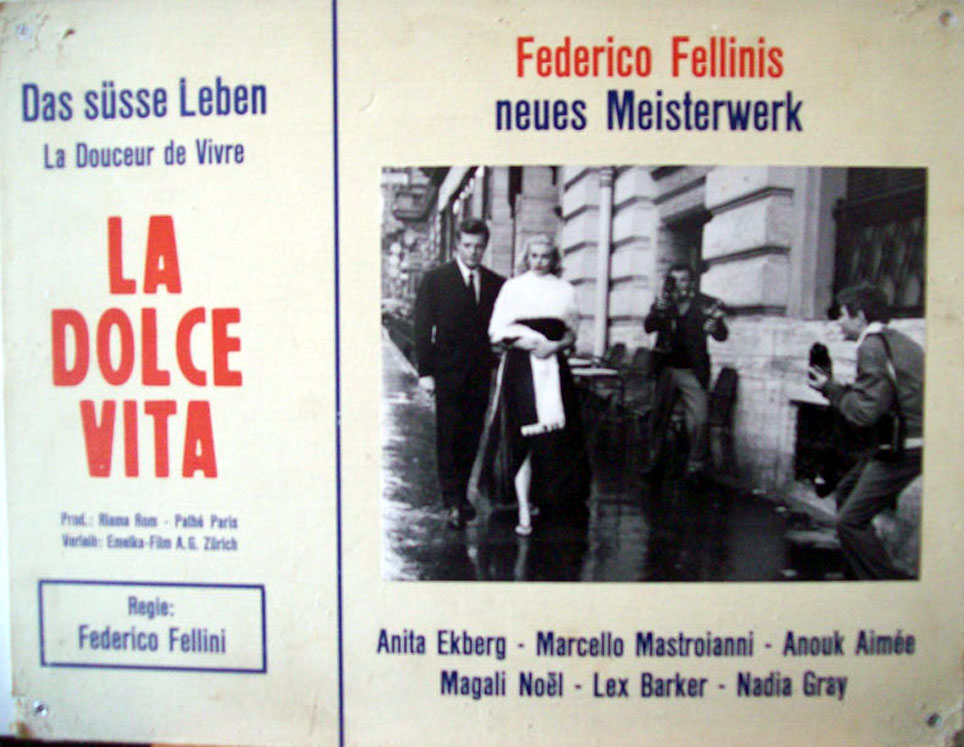 Das süsse Leben
La Douceur de Vivre
LA
DOLCE
VITA
Prod.: Riama Rom - Pathé Paris
Verleih: Emelka-Film A.G. Zürich
Regie:
Federico Fellini
Federico Fellinis
neues Meisterwerk
Anita Ekberg - Marcello Mastroianni - Anouk Aimée
Magali Noël - Lex Barker - Nadia Gray